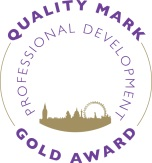 QUALITY MARK
PROFESSIONAL DEVELOPMENT
GOLD AWARD